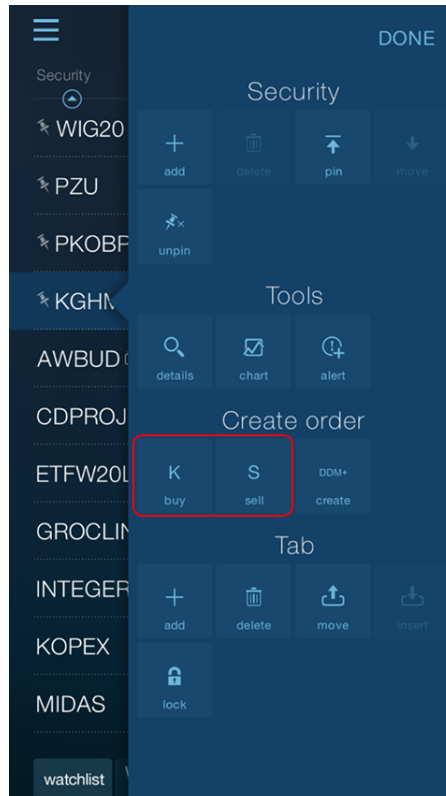 DONE
Security
WIG20
PZU
PKOBP
KGHM
AWBUD
CDPROJ
ETFW20L
GROCLIN
INTEGER
KOPEX
MIDAS
watchlist
Security
add
delete
pin
move
unpin
Tools
details
chart
alert
Create order
K
S
DDM+
buy
sell
create
Tab
add
delete
move
insert
lock